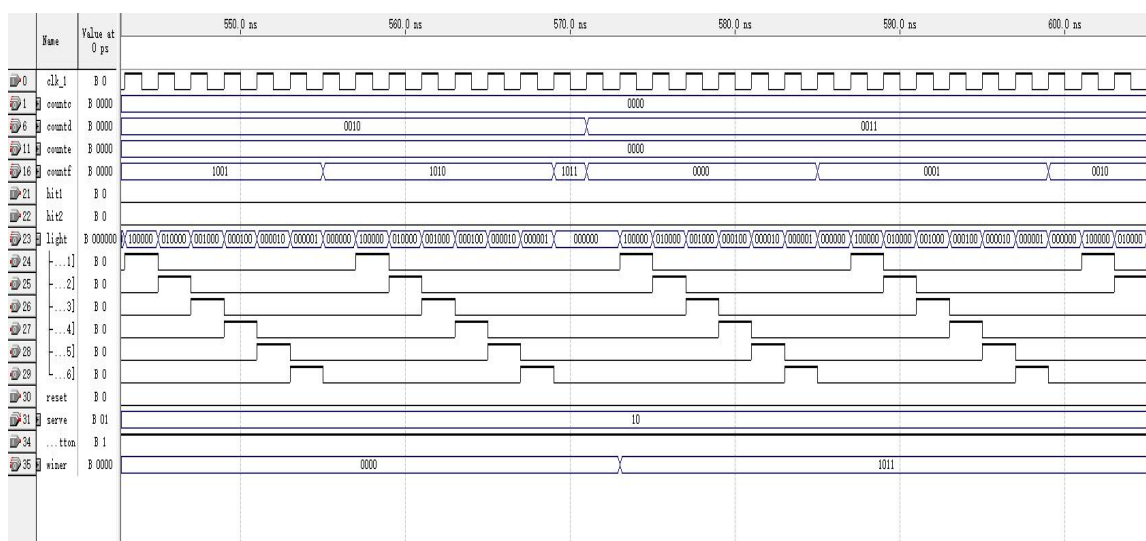 550.0 ns 560.0 ns 570.0 ns 580.0 ns 590.0 ns 600.0 ns
Name Value at 0 ps
0 clk_1 B 0
1 countc B 0000 0000
6 countd B 0000 0010 0011
11 counte B 0000 0000
16 countf B 0000 1001 1010 1011 0000 0001 0010
21 hit1 B 0
22 hit2 B 0
23 light B 000000 100000 010000 001000 000100 000010 000001 000000 100000 010000 001000 000100 000010 000001 000000 100000 010000 001000 000100 000010 000001 000000 100000 010000 001000 000100 000010 000001 000000 100000 010000
24 ...1] B 0
25 ...2] B 0
26 ...3] B 0
27 ...4] B 0
28 ...5] B 0
29 ...6] B 0
30 reset B 0
31 serve B 01 10
34 ...tton B 1
35 winer B 0000 0000 1011